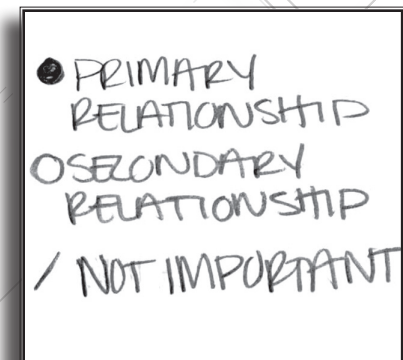 ● PRIMARY
RELATIONSHIP
○ SECONDARY
RELATIONSHIP
/ NOT IMPORTANT